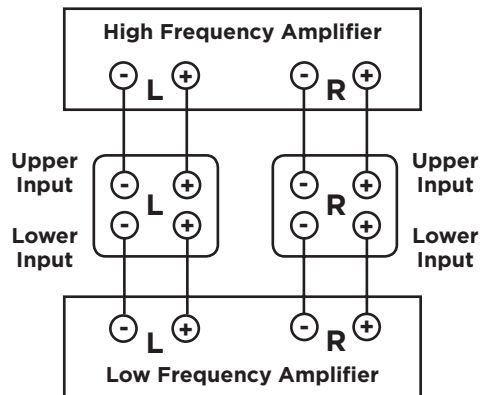 High Frequency Amplifier
- L + - R +
Upper
Input
- L + - R +
Upper
Input
Lower
Input
- + - +
Lower
Input
- L + - R +
Low Frequency Amplifier